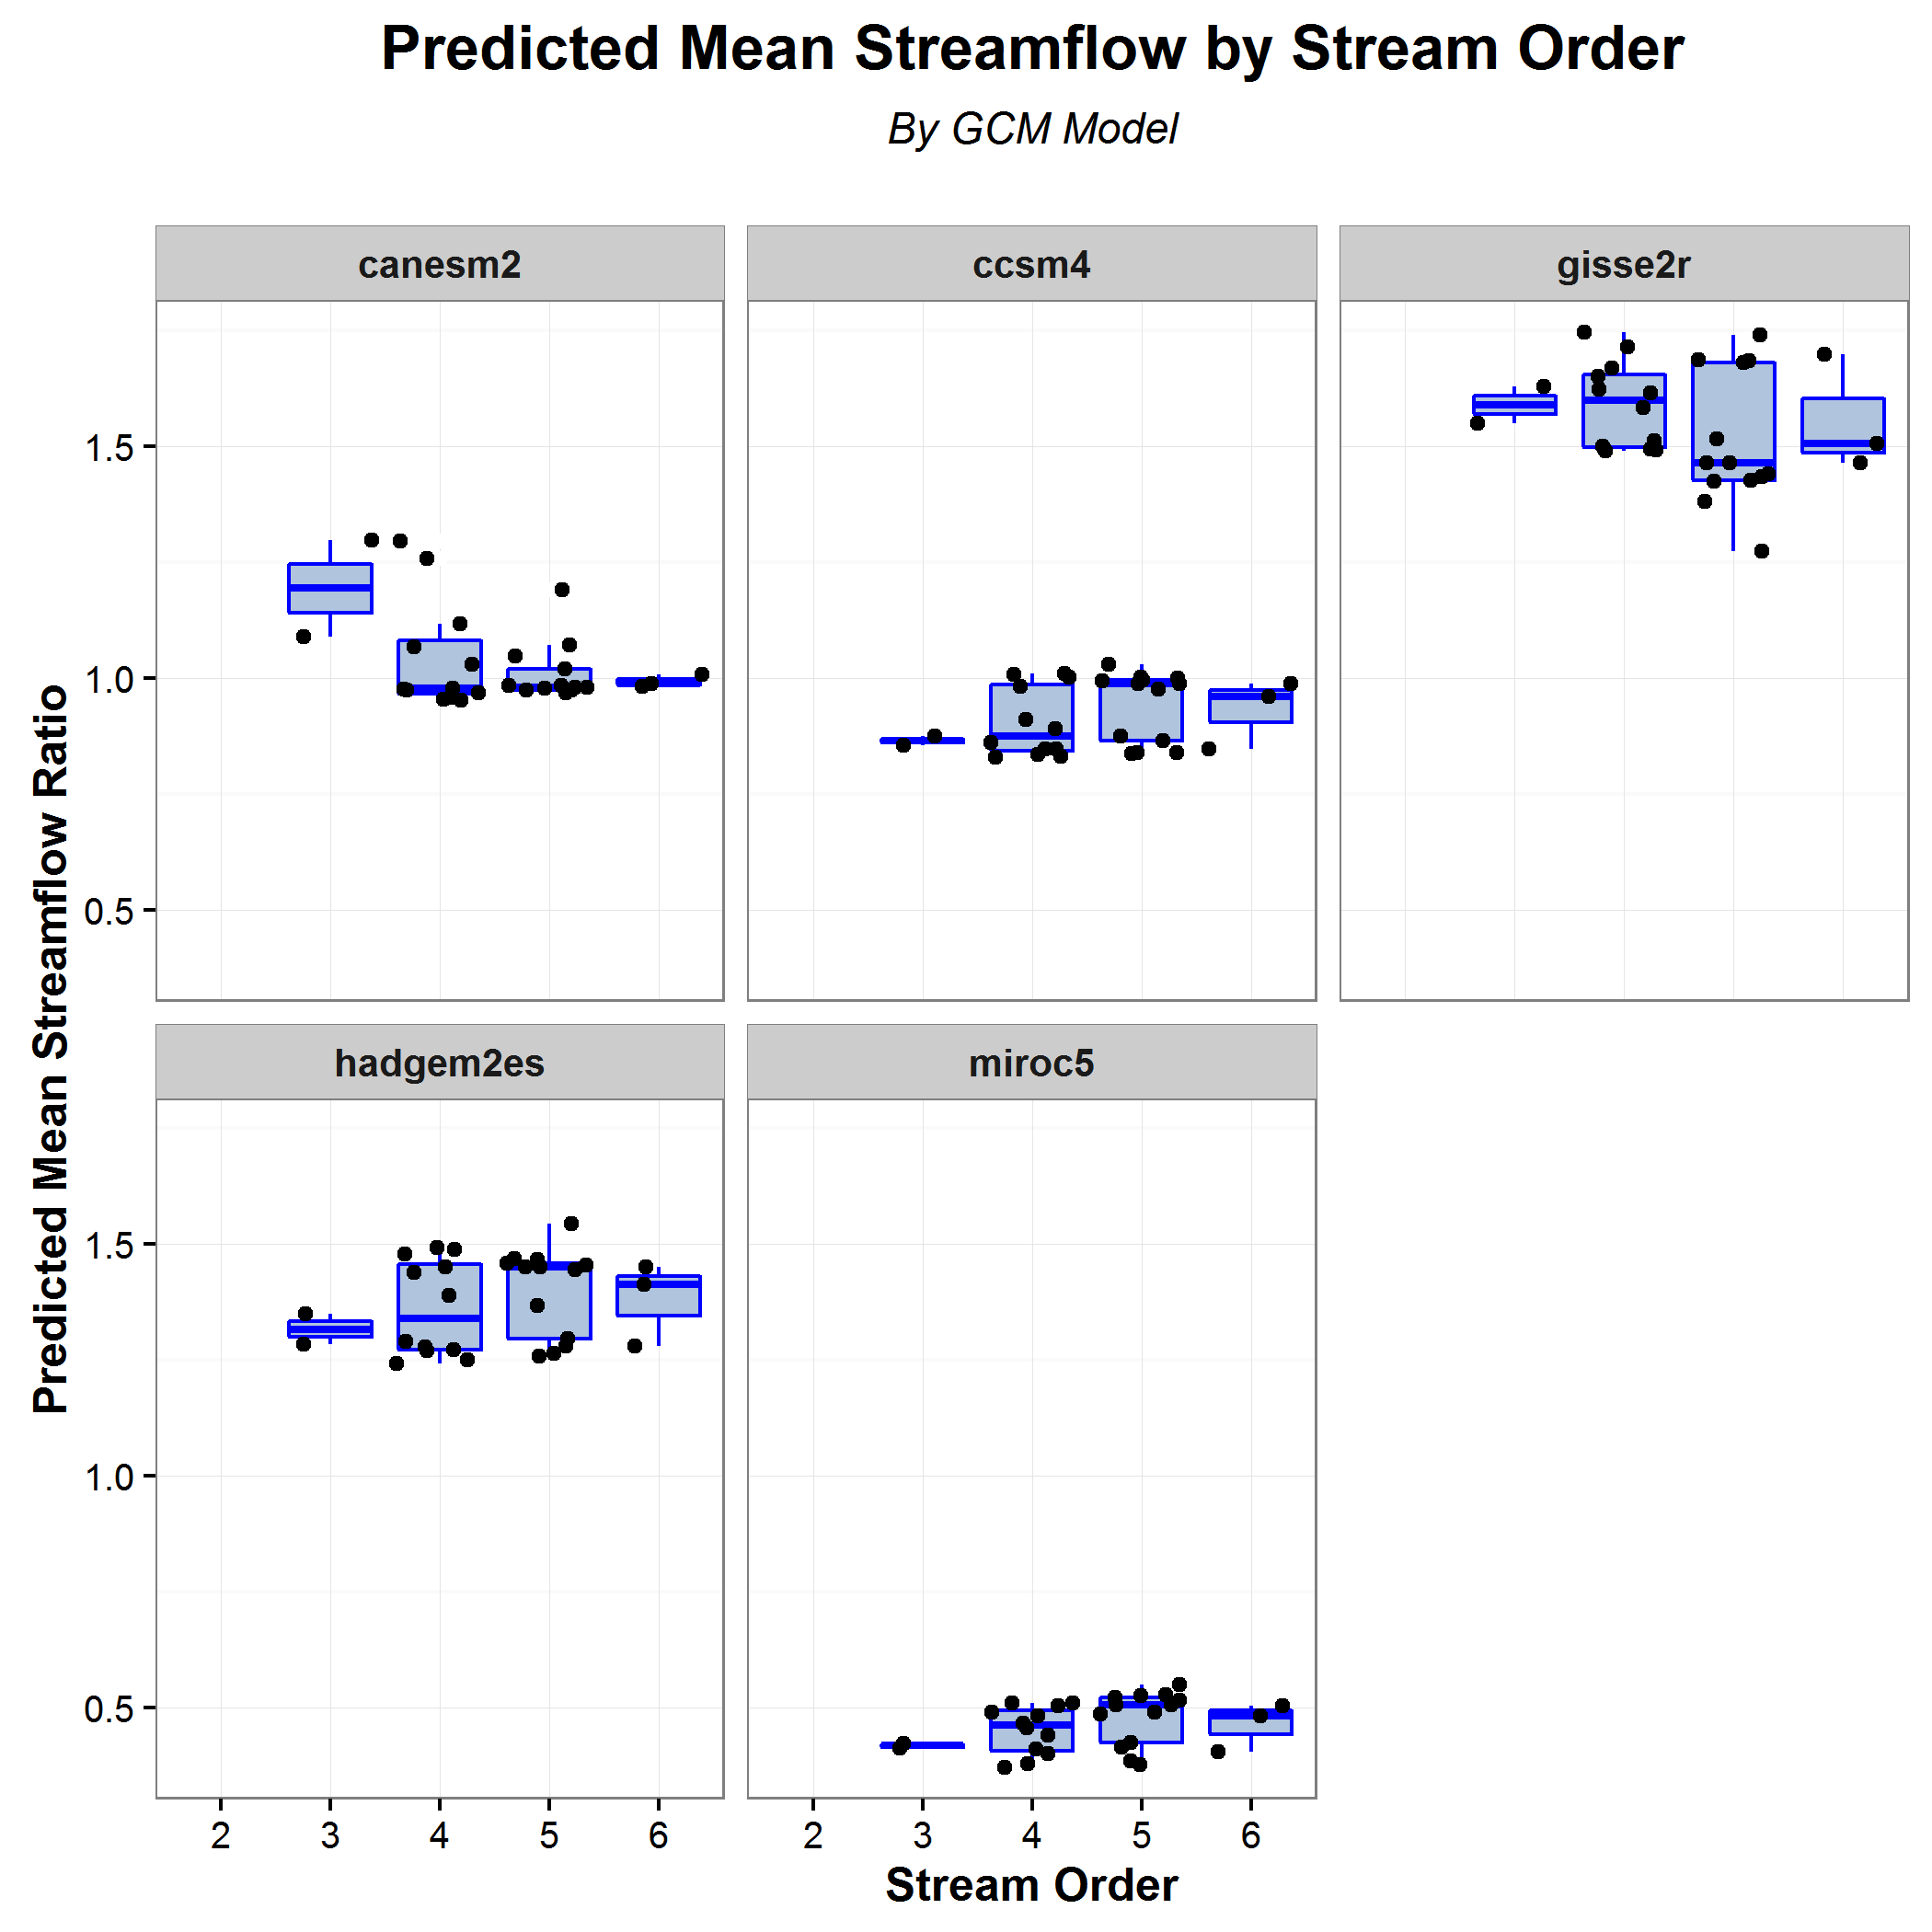 Predicted Mean Streamflow by Stream Order
By GCM Model
canesm2
ccsm4
gisse2r
1.5
1.0
0.5
Predicted Mean Streamflow Ratio
hadgem2es
miroc5
1.5
1.0
0.5
2 3 4 5 6
2 3 4 5 6
Stream Order